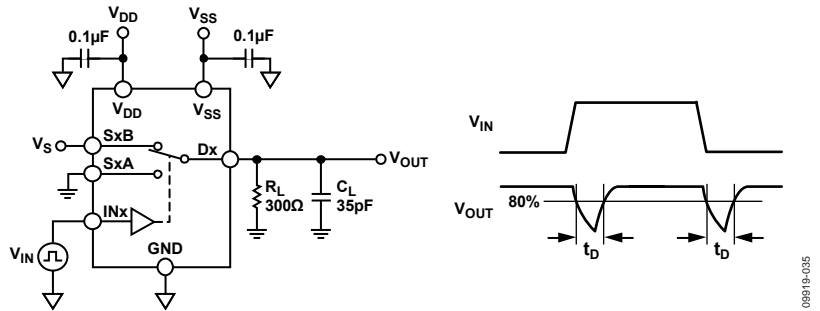 VDD
VSS
0.1µF
0.1µF
VDD
VSS
VS
SxB
SxA
Dx
VOUT
RL
300Ω
CL
35pF
INx
VIN
GND
VIN
VOUT
80%
tD
tD
09919-035